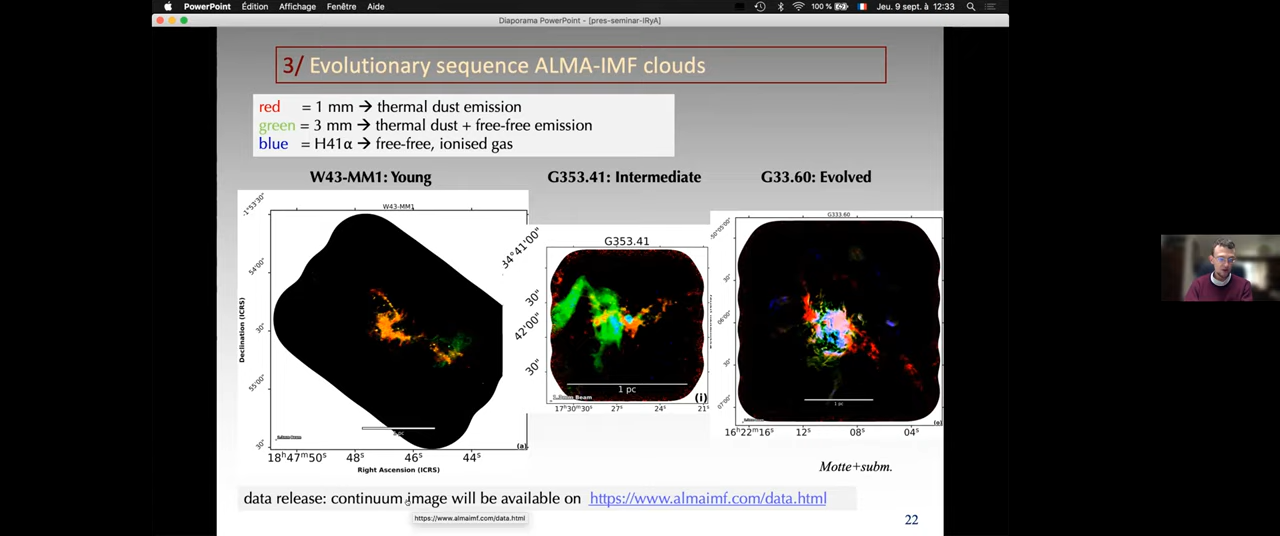 PowerPoint Édition Affichage Fenêtre Aide 100 % Jeu. 9 sept. à 12:33
Diaporama PowerPoint - [pres-seminar-IRyA]
3/ Evolutionary sequence ALMA-IMF clouds
red = 1 mm → thermal dust emission
green = 3 mm → thermal dust + free-free emission
blue = H41α → free-free, ionised gas
W43-MM1: Young G353.41: Intermediate G33.60: Evolved
W43-MM1
G353.41
G333.60
-1°53'30"
54'00"
30"
55'00"
30"
Declination (ICRS)
18ʰ47ᵐ50ˢ 48ˢ 46ˢ 44ˢ
Right Ascension (ICRS)
(a)
34°41'00"
30"
42'00"
30"
1 pc
(i)
17ʰ30ᵐ30ˢ 27ˢ 24ˢ 21ˢ
-50°05'00"
30"
06'00"
30"
07'00"
1 pc
16ʰ22ᵐ16ˢ 12ˢ 08ˢ 04ˢ
Motte+subm.
data release: continuum image will be available on https://www.almaimf.com/data.html
https://www.almaimf.com/data.html
22